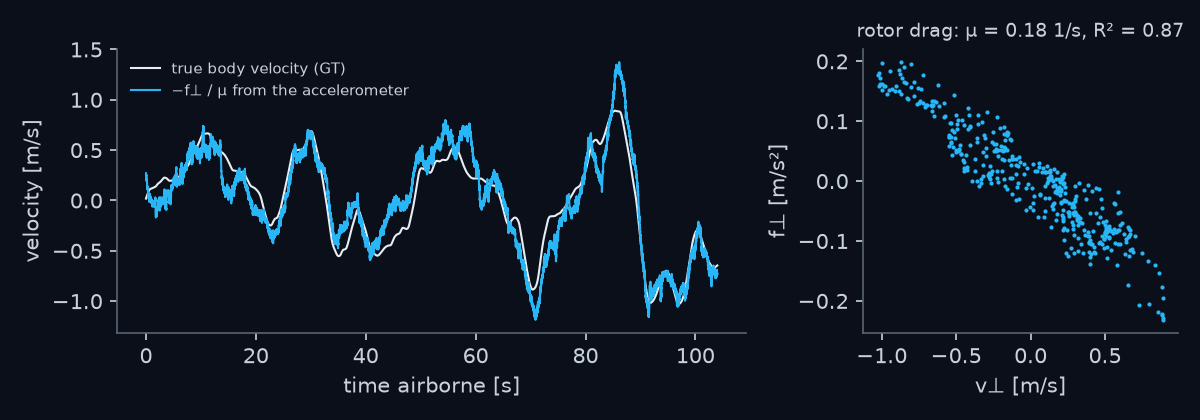 rotor drag: μ = 0.18 1/s, R² = 0.87
true body velocity (GT)
−f⊥ / μ from the accelerometer
velocity [m/s]
1.5
1.0
0.5
0.0
−0.5
−1.0
0 20 40 60 80 100
time airborne [s]
f⊥ [m/s²]
0.2
0.1
0.0
−0.1
−0.2
−1.0 −0.5 0.0 0.5
v⊥ [m/s]